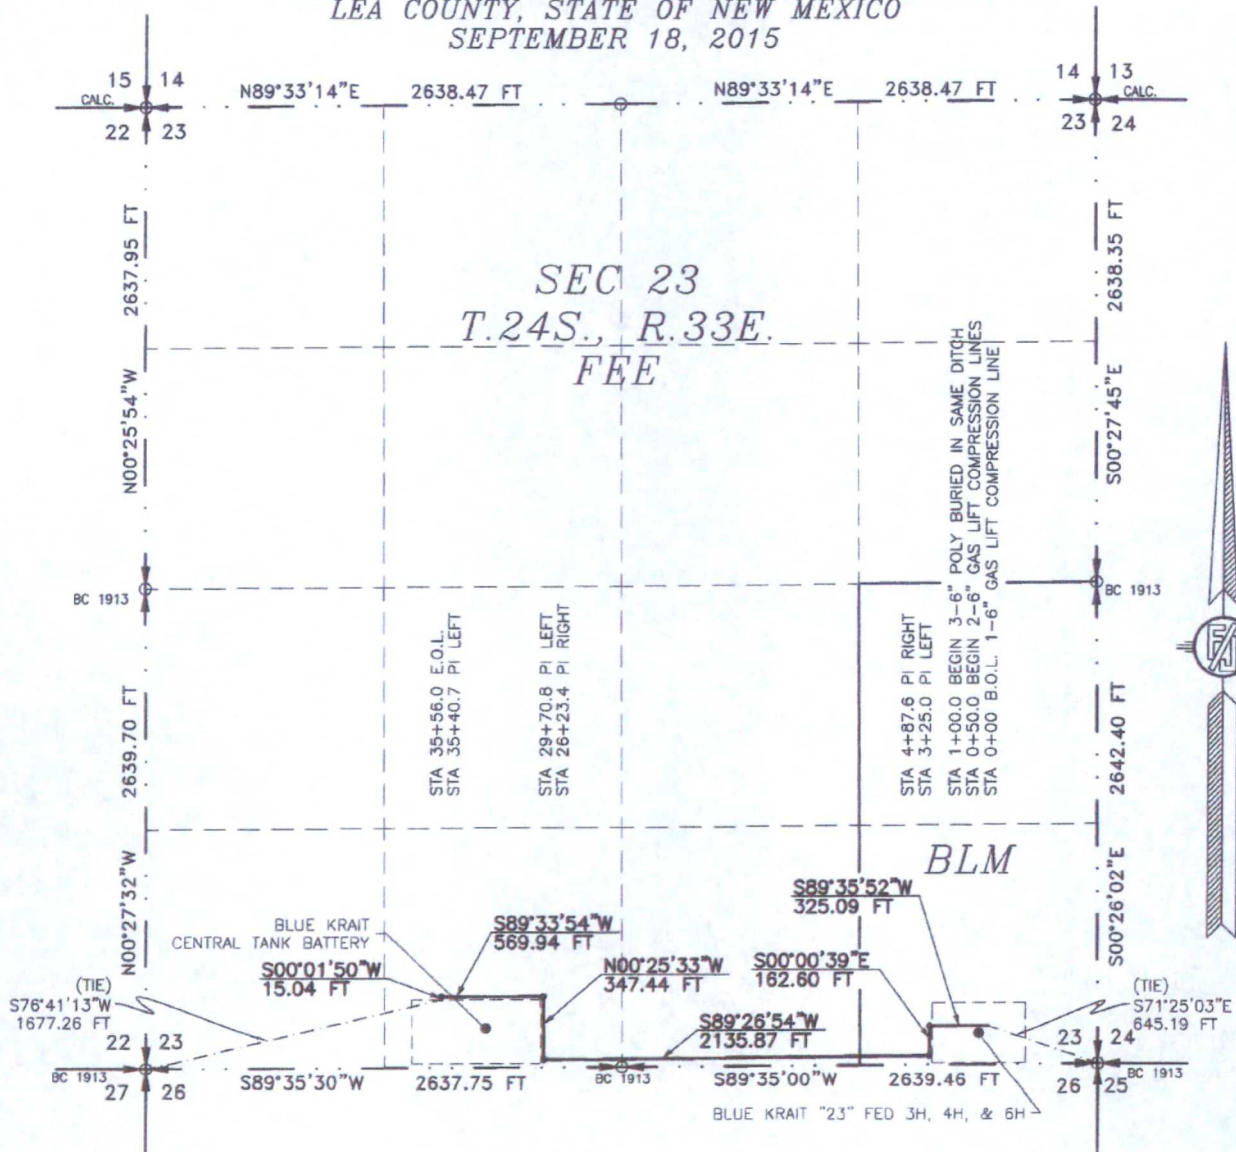 LEA COUNTY, STATE OF NEW MEXICO
SEPTEMBER 18, 2015
15 14
CALC.
22 23
N89°33'14"E 2638.47 FT
N89°33'14"E 2638.47 FT
14 13
CALC.
23 24
2637.95 FT
N00°25'54"W
2638.35 FT
S00°27'45"E
SEC 23
T.24S., R.33E.
FEE
BC 1913
BC 1913
STA 35+56.0 E.O.L.
STA 35+40.7 PI LEFT
STA 29+70.8 PI LEFT
STA 26+23.4 PI RIGHT
STA 4+87.6 PI RIGHT
STA 3+25.0 PI LEFT
STA 1+00.0 BEGIN 3-6" POLY BURIED IN SAME DITCH
STA 0+50.0 BEGIN 2-6" GAS LIFT COMPRESSION LINES
STA 0+00 B.O.L. 1-6" GAS LIFT COMPRESSION LINE
2639.70 FT
N00°27'32"W
2642.40 FT
S00°26'02"E
BLM
S89°35'52"W
325.09 FT
BLUE KRAIT
CENTRAL TANK BATTERY
S89°33'54"W
569.94 FT
S00°01'50"W
15.04 FT
N00°25'33"W
347.44 FT
S00°00'39"E
162.60 FT
(TIE)
S76°41'13"W
1677.26 FT
(TIE)
S71°25'03"E
645.19 FT
S89°26'54"W
2135.87 FT
22 23
BC 1913
27 26
S89°35'30"W 2637.75 FT
BC 1913
S89°35'00"W 2639.46 FT
23 24
BC 1913
26 25
BLUE KRAIT "23" FED 3H, 4H, & 6H